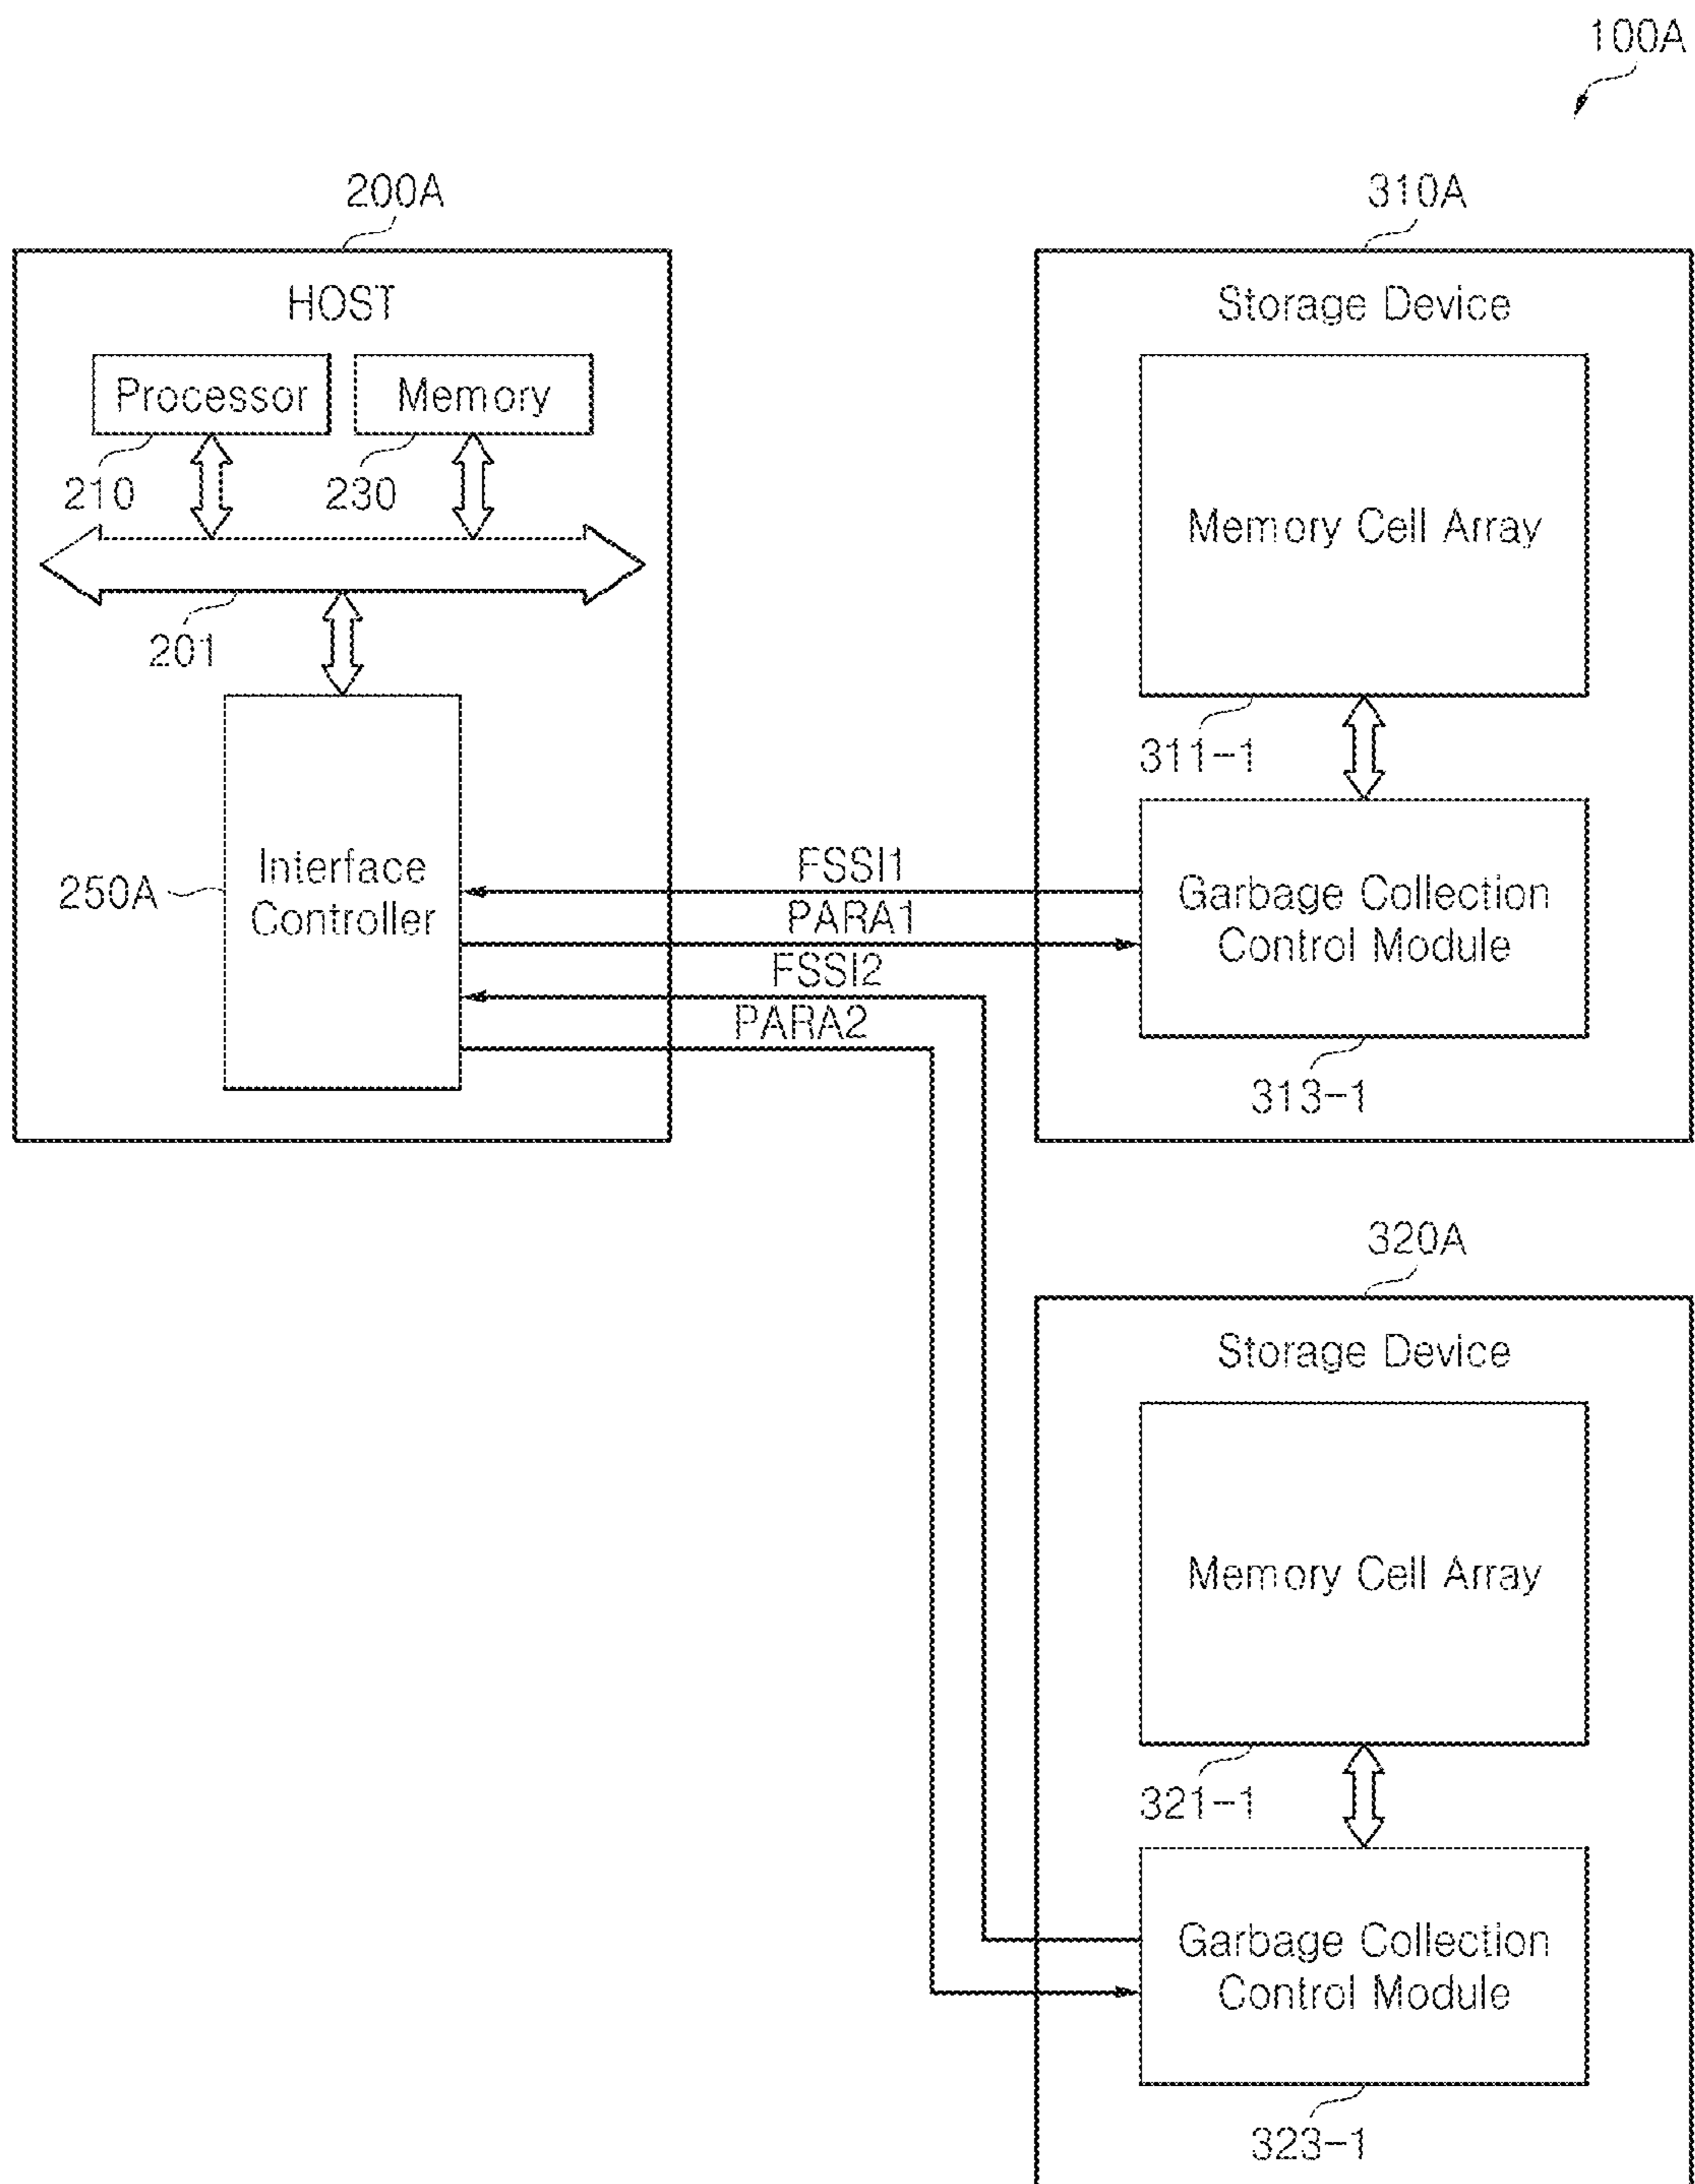 100A
200A
310A
HOST
Storage Device
Processor
Memory
210
230
Memory Cell Array
201
311-1
250A
Interface
Controller
FSSI1
PARA1
FSSI2
PARA2
Garbage Collection
Control Module
313-1
320A
Storage Device
Memory Cell Array
321-1
Garbage Collection
Control Module
323-1